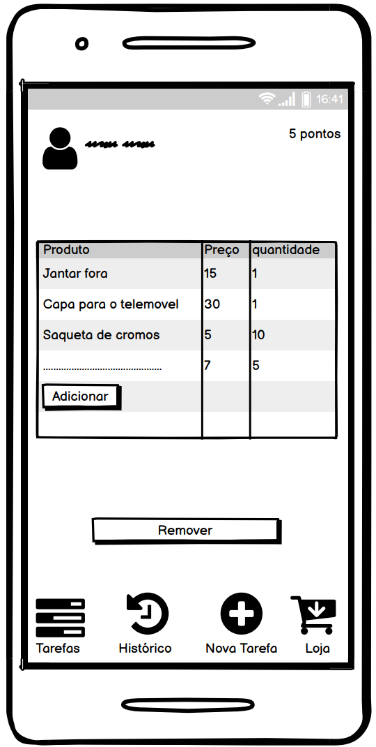 16:41
5 pontos
Produto Preço quantidade
Jantar fora 15 1
Capa para o telemovel 30 1
Saqueta de cromos 5 10
................................................ 7 5
Adicionar
Remover
Tarefas Histórico Nova Tarefa Loja